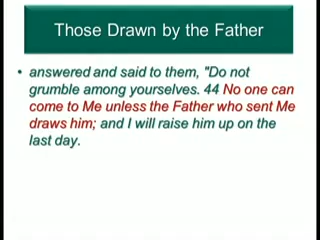 Those Drawn by the Father
• answered and said to them, "Do not
grumble among yourselves. 44 No one can
come to Me unless the Father who sent Me
draws him; and I will raise him up on the
last day.